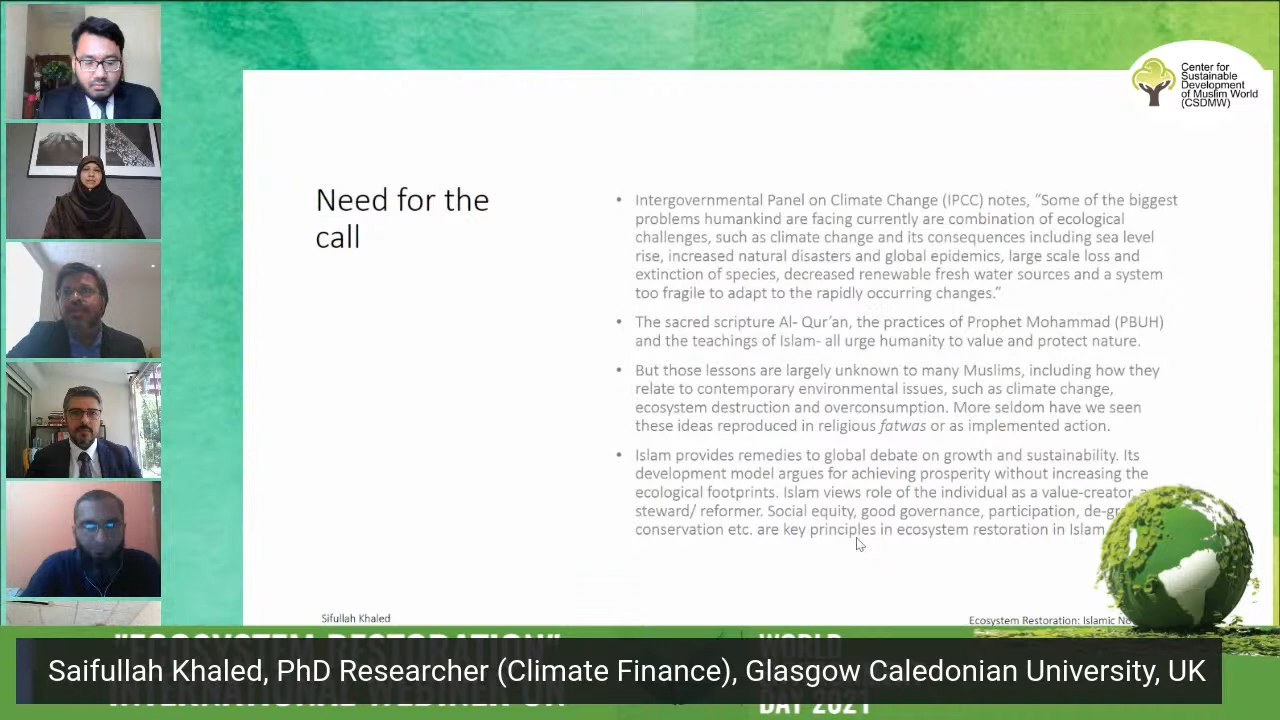 Center for
Sustainable
Development
of Muslim World
(CSDMW)
Need for the
call
• Intergovernmental Panel on Climate Change (IPCC) notes, “Some of the biggest
problems humankind are facing currently are combination of ecological
challenges, such as climate change and its consequences including sea level
rise, increased natural disasters and global epidemics, large scale loss and
extinction of species, decreased renewable fresh water sources and a system
too fragile to adapt to the rapidly occurring changes.”
• The sacred scripture Al- Qur’an, the practices of Prophet Mohammad (PBUH)
and the teachings of Islam- all urge humanity to value and protect nature.
• But those lessons are largely unknown to many Muslims, including how they
relate to contemporary environmental issues, such as climate change,
ecosystem destruction and overconsumption. More seldom have we seen
these ideas reproduced in religious fatwas or as implemented action.
• Islam provides remedies to global debate on growth and sustainability. Its
development model argues for achieving prosperity without increasing the
ecological footprints. Islam views role of the individual as a value-creator,
steward/ reformer. Social equity, good governance, participation,
conservation etc. are key principles in ecosystem restoration in Islam
Sifullah Khaled
Ecosystem Restoration: Islamic
"ECOSYSTEM RESTORATION"
WORLD
Saifullah Khaled, PhD Researcher (Climate Finance), Glasgow Caledonian University, UK
INTERNATIONAL WEBINAR ON
DAY 2021